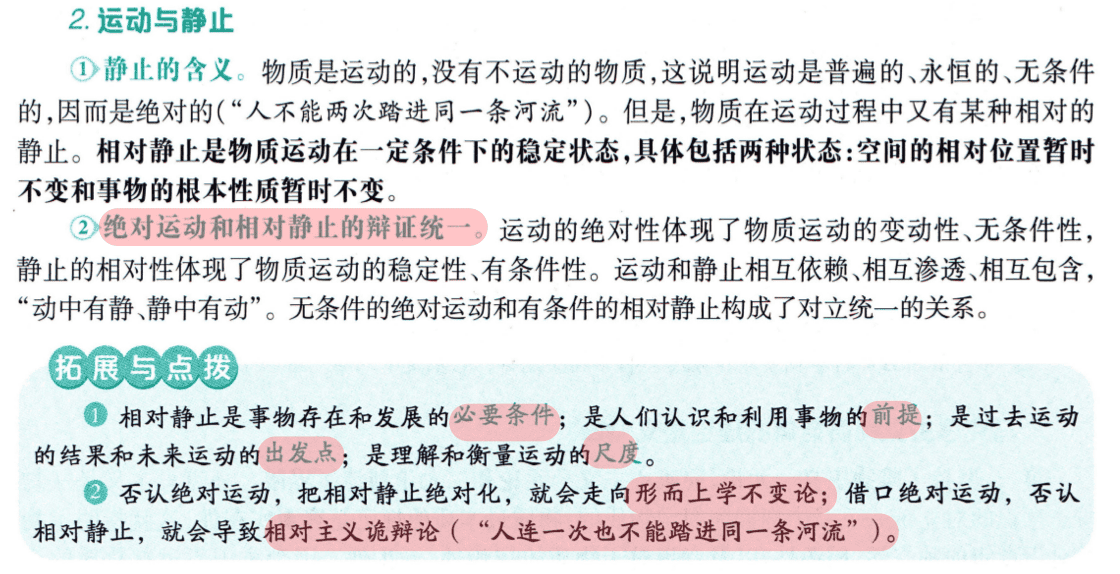 2. 运动与静止
①静止的含义。物质是运动的,没有不运动的物质,这说明运动是普遍的、永恒的、无条件
的,因而是绝对的(“人不能两次踏进同一条河流”)。但是,物质在运动过程中又有某种相对的
静止。相对静止是物质运动在一定条件下的稳定状态,具体包括两种状态:空间的相对位置暂时
不变和事物的根本性质暂时不变。
②绝对运动和相对静止的辩证统一。运动的绝对性体现了物质运动的变动性、无条件性,
静止的相对性体现了物质运动的稳定性、有条件性。运动和静止相互依赖、相互渗透、相互包含,
“动中有静、静中有动”。无条件的绝对运动和有条件的相对静止构成了对立统一的关系。
拓展与点拨
❶ 相对静止是事物存在和发展的必要条件；是人们认识和利用事物的前提；是过去运动
的结果和未来运动的出发点；是理解和衡量运动的尺度。
❷ 否认绝对运动，把相对静止绝对化，就会走向形而上学不变论；借口绝对运动，否认
相对静止，就会导致相对主义诡辩论（“人连一次也不能踏进同一条河流”）。